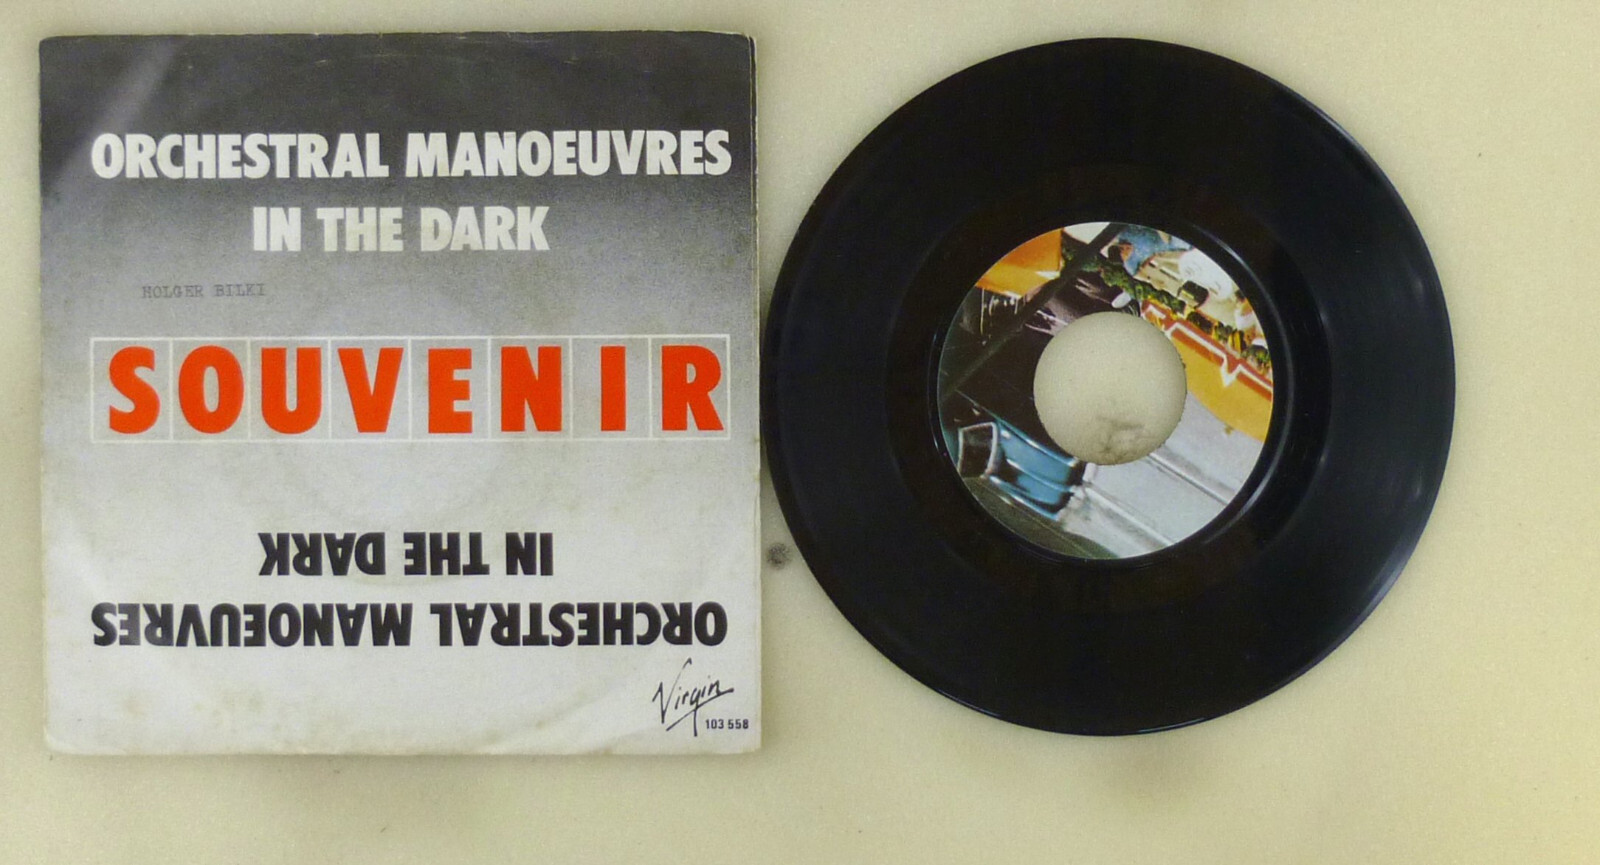 ORCHESTRAL MANOEUVRES
IN THE DARK
HOLGER BILKI
SOUVENIR
ORCHESTRAL MANOEUVRES
IN THE DARK
Virgin
103 558